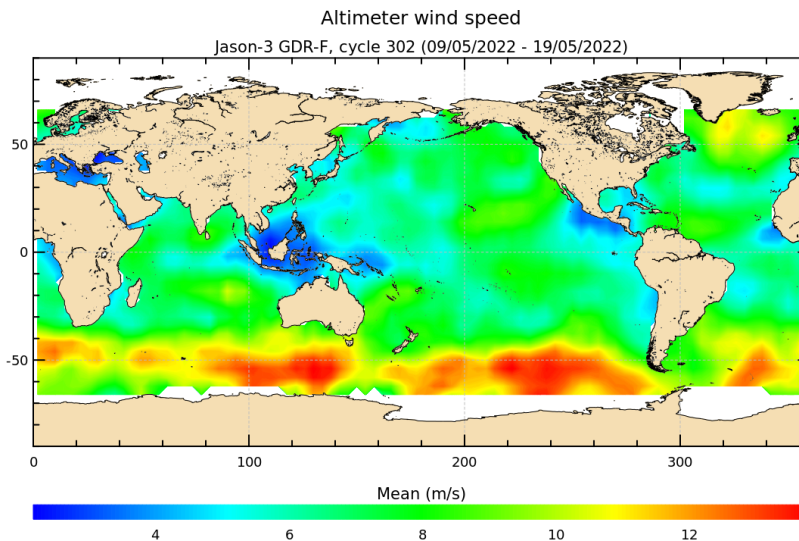 Altimeter wind speed
Jason-3 GDR-F, cycle 302 (09/05/2022 - 19/05/2022)
50
0
-50
0 100 200 300
Mean (m/s)
4 6 8 10 12